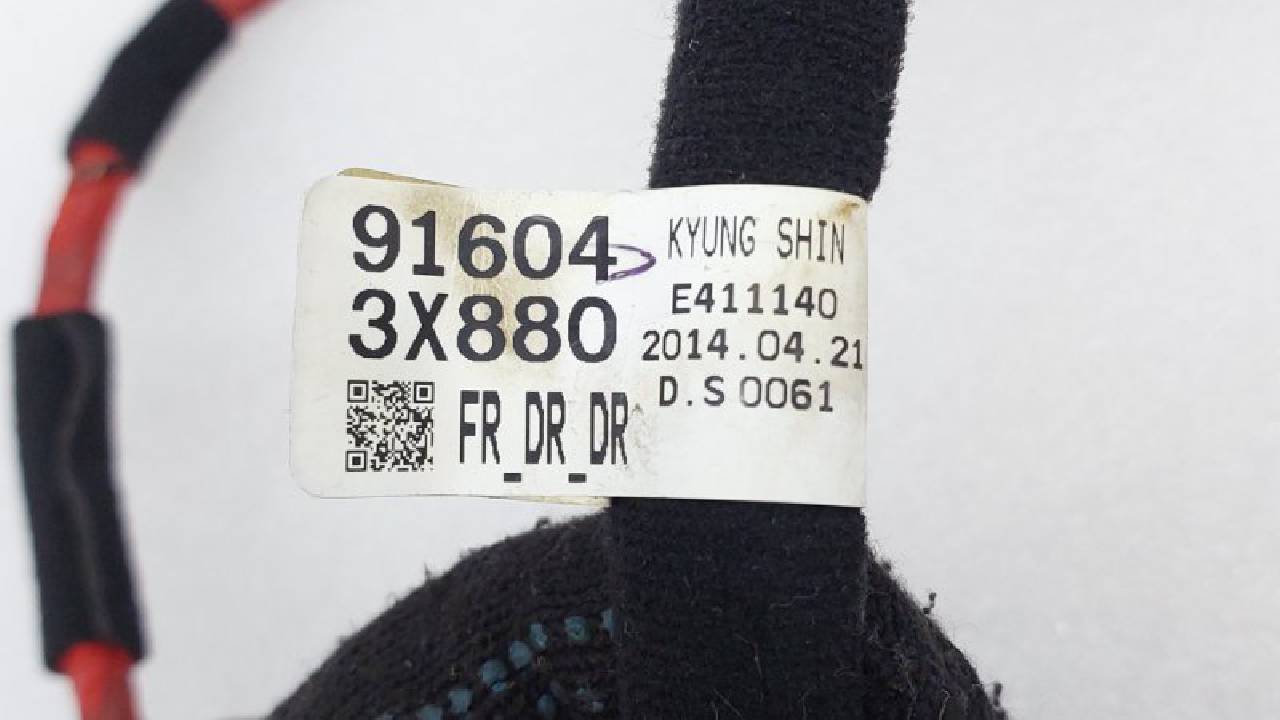 91604
3X880
FR_DR_DR
KYUNG SHIN
E411140
2014.04.21
D.S 0061